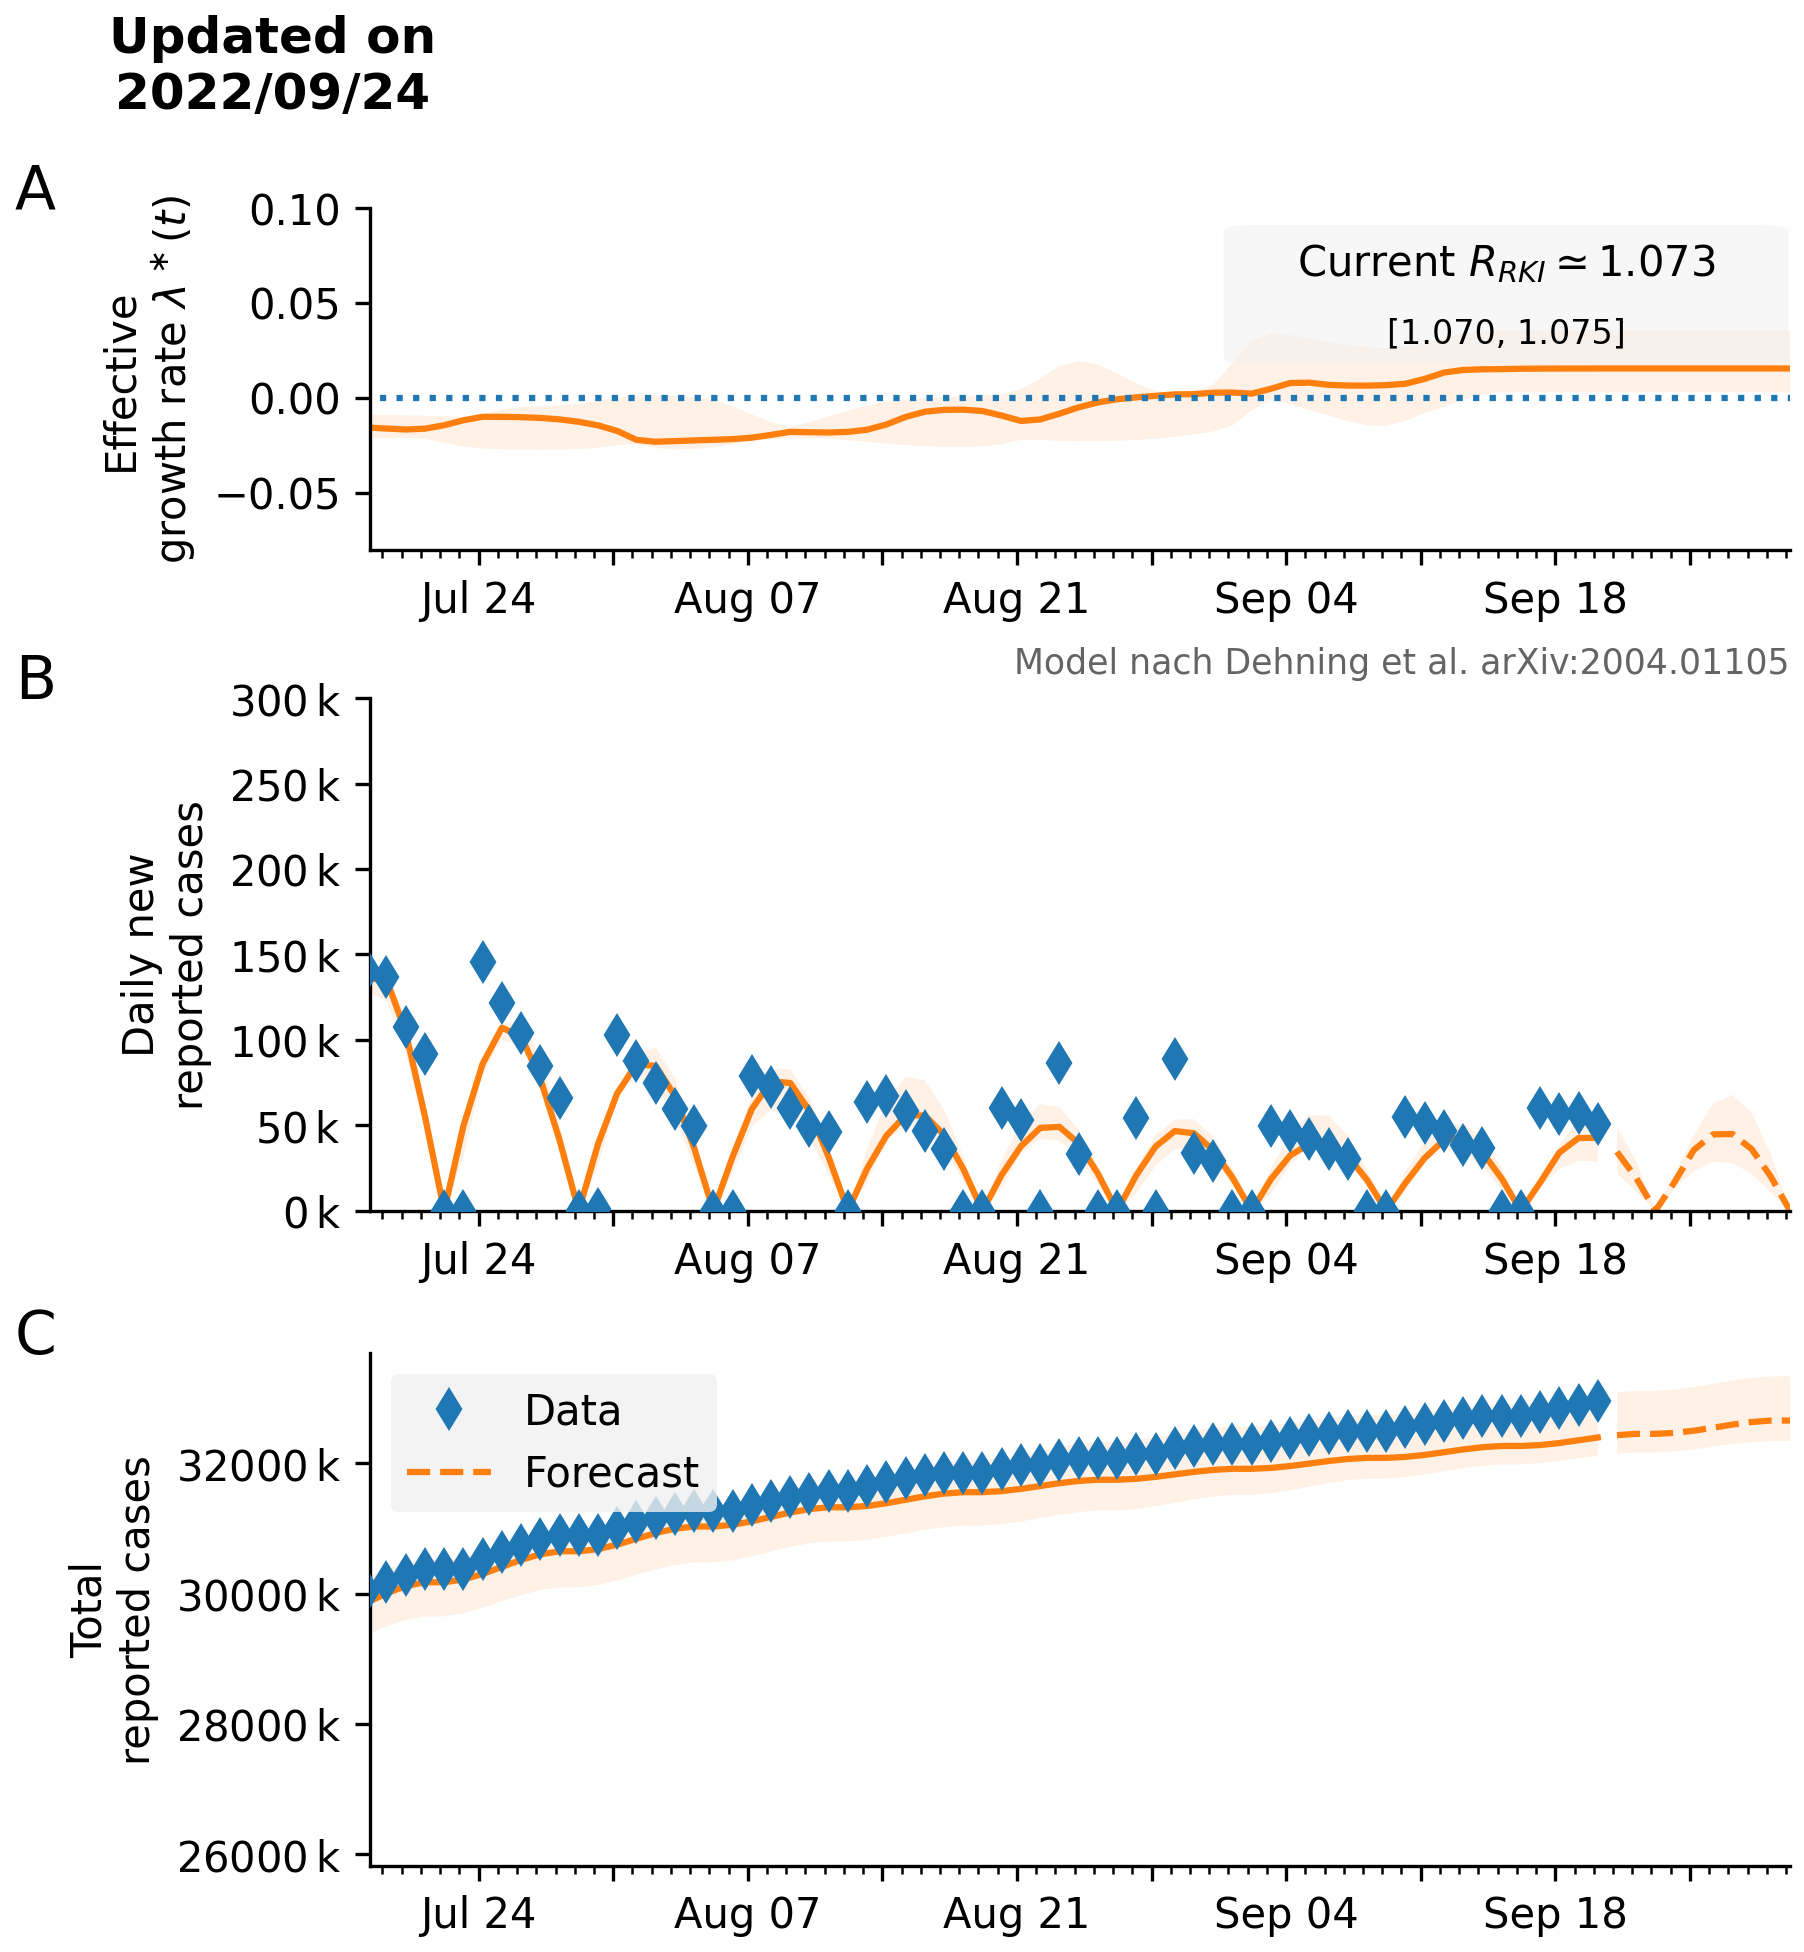 Updated on
2022/09/24
A
Effective
growth rate λ * (t)
0.10
0.05
0.00
−0.05
Current R_RKI ≃ 1.073
[1.070, 1.075]
Jul 24 Aug 07 Aug 21 Sep 04 Sep 18
Model nach Dehning et al. arXiv:2004.01105
B
Daily new
reported cases
300 k
250 k
200 k
150 k
100 k
50 k
0 k
Jul 24 Aug 07 Aug 21 Sep 04 Sep 18
C
Total
reported cases
Data
Forecast
32000 k
30000 k
28000 k
26000 k
Jul 24 Aug 07 Aug 21 Sep 04 Sep 18